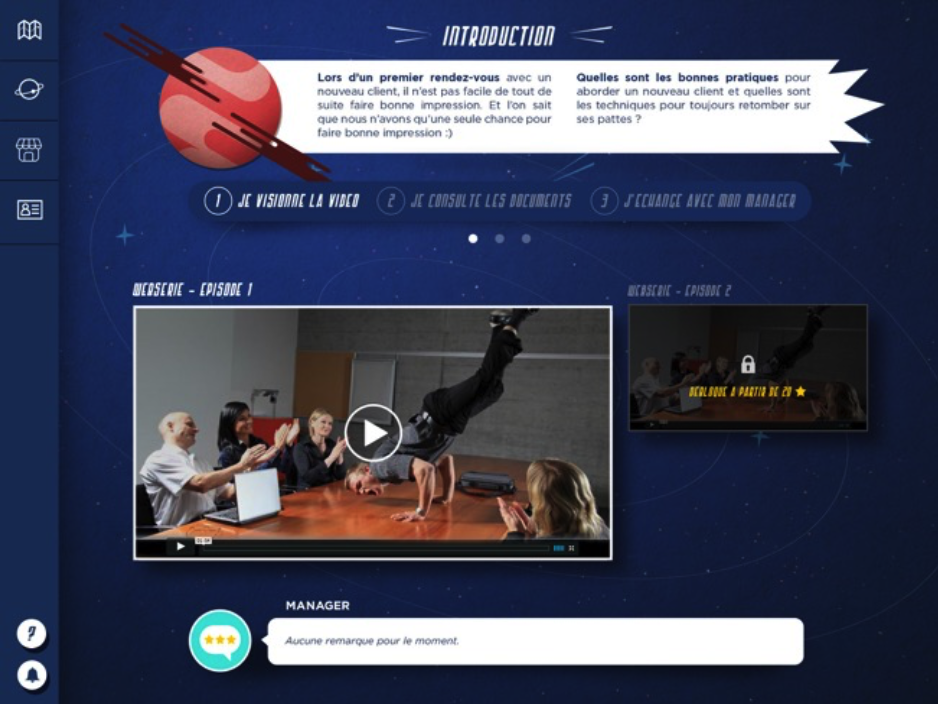 INTRODUCTION
Lors d'un premier rendez-vous avec un
nouveau client, il n'est pas facile de tout de
suite faire bonne impression. Et l'on sait
que nous n'avons qu'une seule chance pour
faire bonne impression :)
Quelles sont les bonnes pratiques pour
aborder un nouveau client et quelles sont
les techniques pour toujours retomber sur
ses pattes ?
1 JE VISIONNE LA VIDEO
2 JE CONSULTE LES DOCUMENTS
3 J'ECHANGE AVEC MON MANAGER
WEBSERIE - EPISODE 1
WEBSERIE - EPISODE 2
DEBLOQUE A PARTIR DE 20
MANAGER
Aucune remarque pour le moment.
?